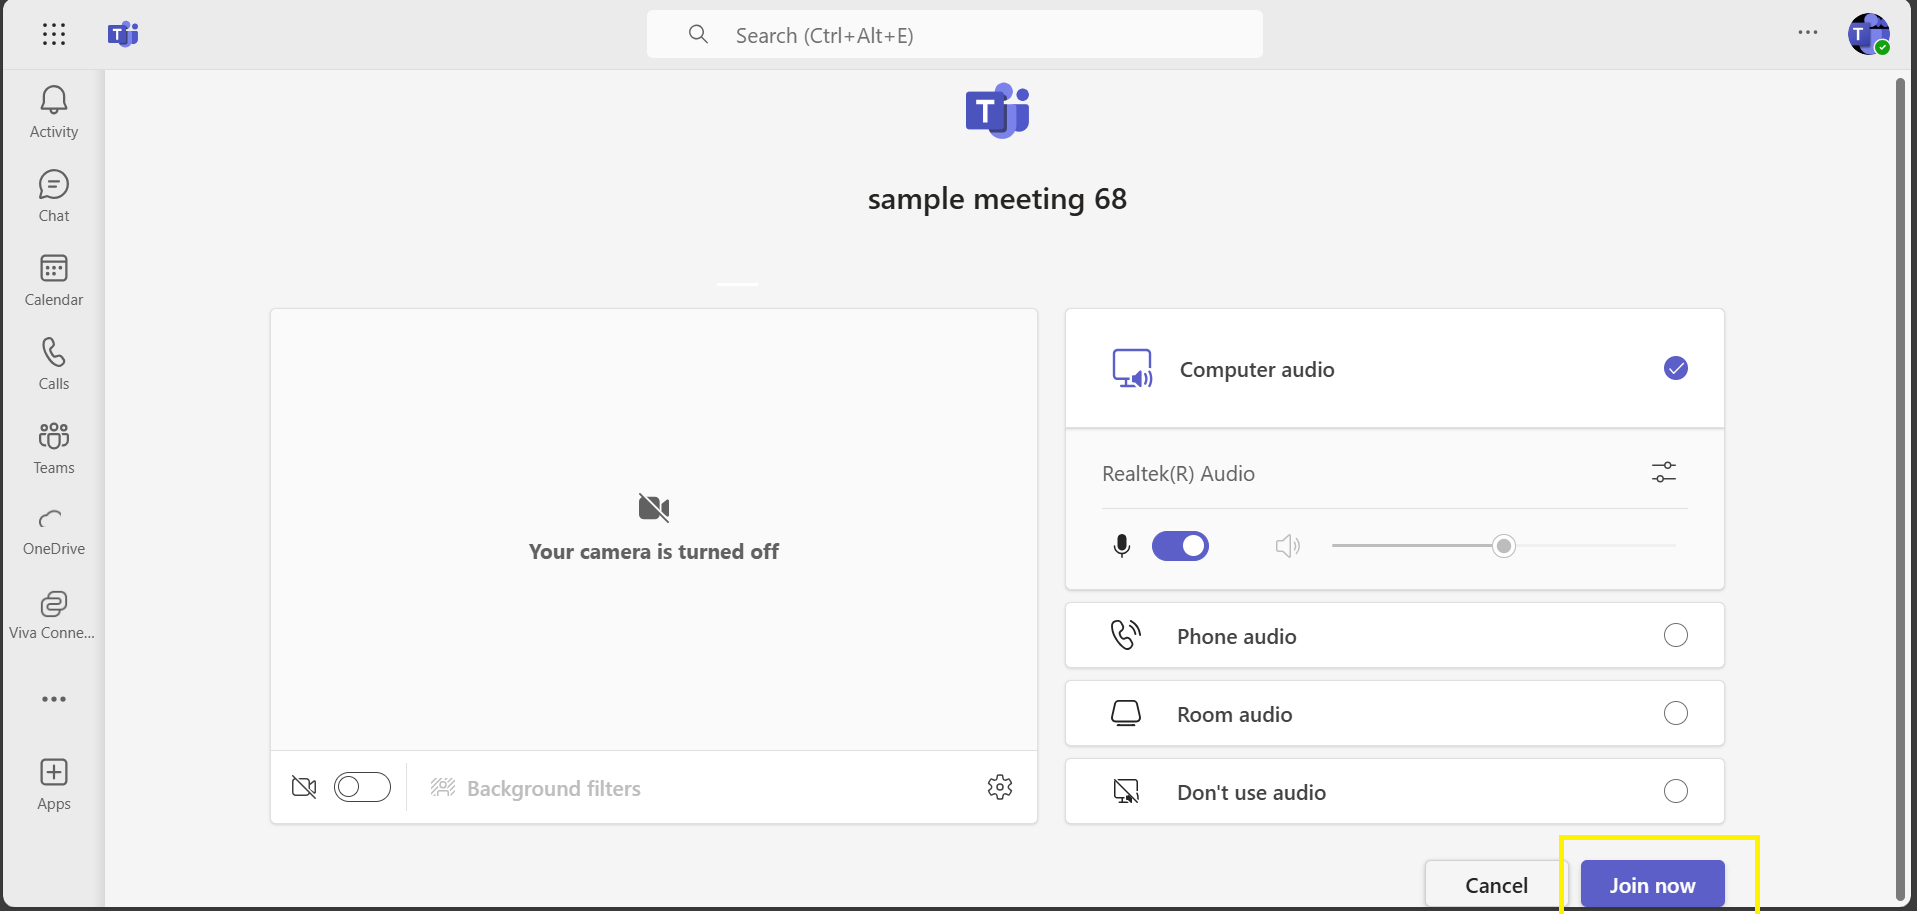 Search (Ctrl+Alt+E)
Activity
Chat
Calendar
Calls
Teams
OneDrive
Viva Conne...
Apps
sample meeting 68
Your camera is turned off
Background filters
Computer audio
Realtek(R) Audio
Phone audio
Room audio
Don't use audio
Cancel
Join now